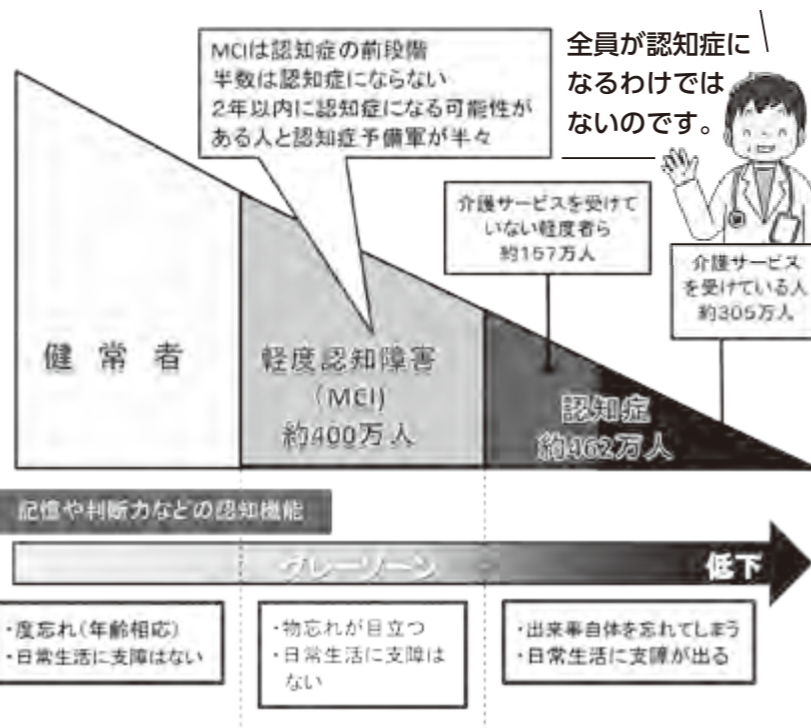 MCIは認知症の前段階
半数は認知症にならない
2年以内に認知症になる可能性が
ある人と認知症予備軍が半々
全員が認知症に
なるわけでは
ないのです。
介護サービスを受けて
いない軽度者ら
約157万人
介護サービス
を受けている人
約305万人
健常者
軽度認知障害
(MCI)
約400万人
認知症
約462万人
記憶や判断力などの認知機能
グレーゾーン
低下
・度忘れ(年齢相応)
・日常生活に支障はない
・物忘れが目立つ
・日常生活に支障は
ない
・出来事自体を忘れてしまう
・日常生活に支障が出る